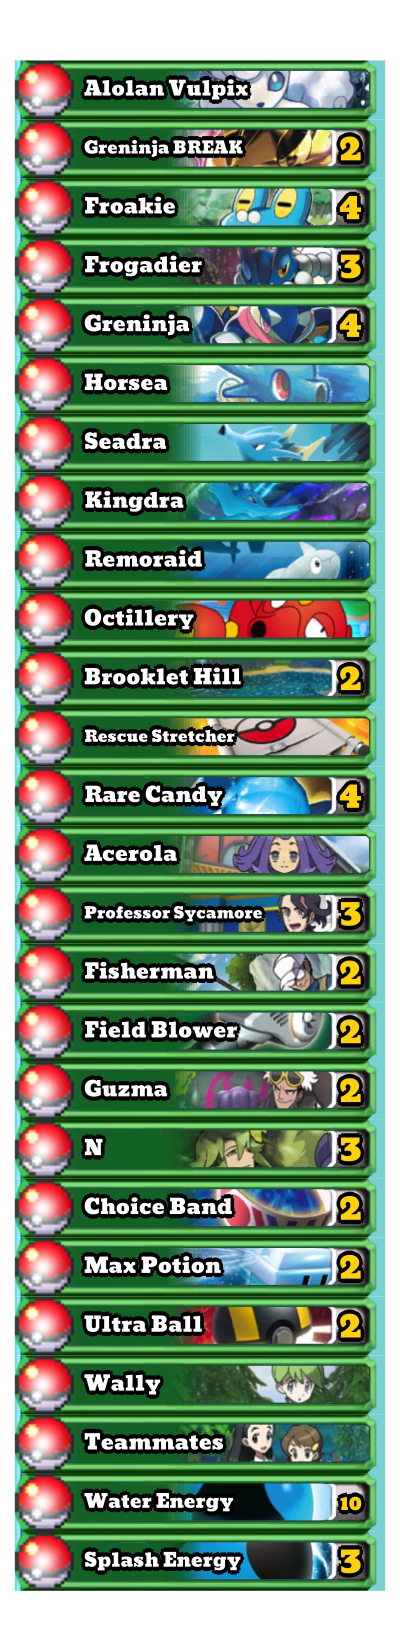 Alolan Vulpix
Greninja BREAK 2
Froakie 4
Frogadier 3
Greninja 4
Horsea
Seadra
Kingdra
Remoraid
Octillery
Brooklet Hill 2
Rescue Stretcher
Rare Candy 4
Acerola
Professor Sycamore 3
Fisherman 2
Field Blower 2
Guzma 2
N 3
Choice Band 2
Max Potion 2
Ultra Ball 2
Wally
Teammates
Water Energy 10
Splash Energy 3